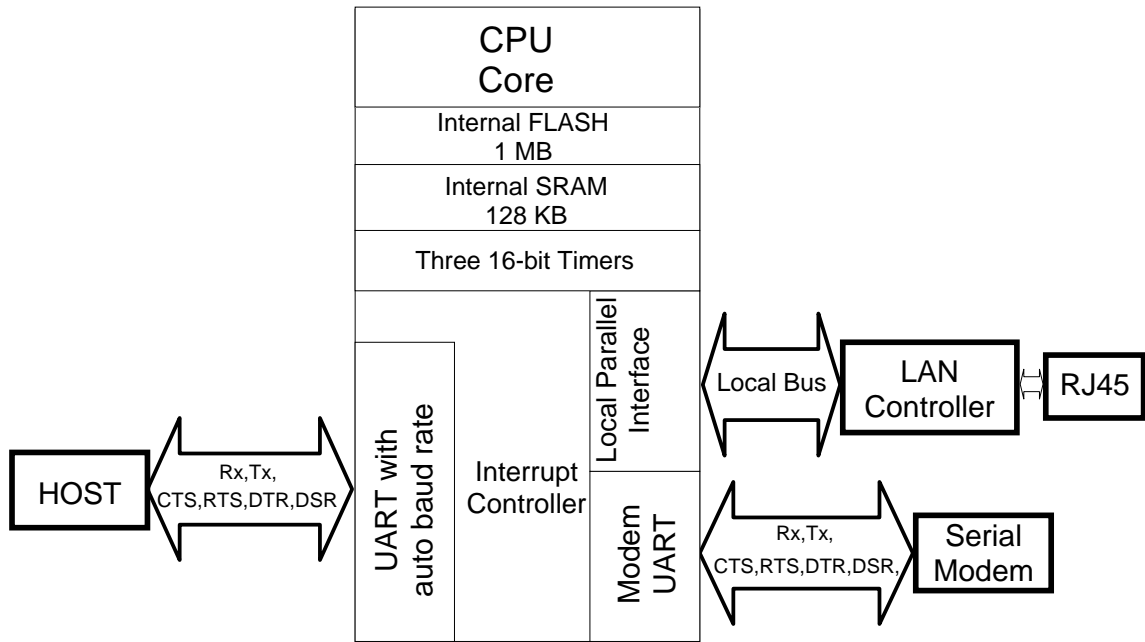 CPU
Core
Internal FLASH
1 MB
Internal SRAM
128 KB
Three 16-bit Timers
Local Parallel
Interface
Local Bus
LAN
Controller
RJ45
HOST
Rx,Tx,
CTS,RTS,DTR,DSR
UART with
auto baud rate
Interrupt
Controller
Modem
UART
Rx,Tx,
CTS,RTS,DTR,DSR,
Serial
Modem